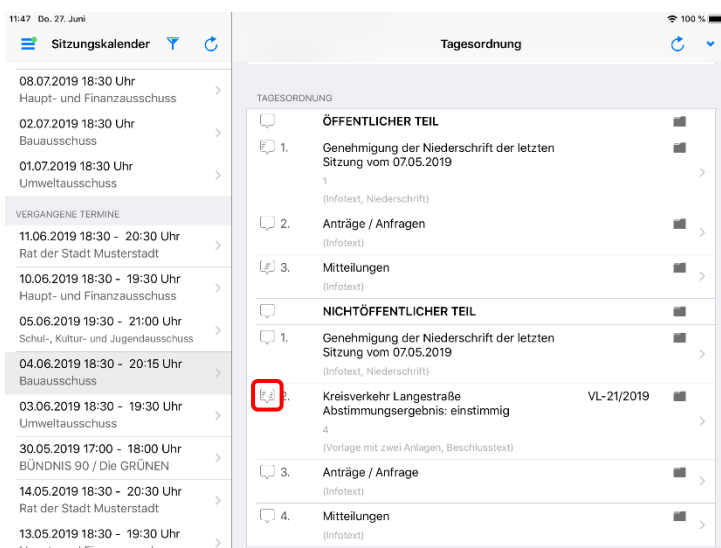 11:47 Do. 27. Juni
100 %
Sitzungskalender
08.07.2019 18:30 Uhr
Haupt- und Finanzausschuss
02.07.2019 18:30 Uhr
Bauausschuss
01.07.2019 18:30 Uhr
Umweltausschuss
VERGANGENE TERMINE
11.06.2019 18:30 - 20:30 Uhr
Rat der Stadt Musterstadt
10.06.2019 18:30 - 19:30 Uhr
Haupt- und Finanzausschuss
05.06.2019 19:30 - 21:00 Uhr
Schul-, Kultur- und Jugendausschuss
04.06.2019 18:30 - 20:15 Uhr
Bauausschuss
03.06.2019 18:30 - 19:30 Uhr
Umweltausschuss
30.05.2019 17:00 - 18:00 Uhr
BÜNDNIS 90 / Die GRÜNEN
14.05.2019 18:30 - 20:30 Uhr
Rat der Stadt Musterstadt
13.05.2019 18:30 - 19:30 Uhr
Tagesordnung
TAGESORDNUNG
ÖFFENTLICHER TEIL
1. Genehmigung der Niederschrift der letzten
Sitzung vom 07.05.2019
1
(Infotext, Niederschrift)
2. Anträge / Anfragen
(Infotext)
3. Mitteilungen
(Infotext)
NICHTÖFFENTLICHER TEIL
1. Genehmigung der Niederschrift der letzten
Sitzung vom 07.05.2019
(Infotext, Niederschrift)
2. Kreisverkehr Langestraße VL-21/2019
Abstimmungsergebnis: einstimmig
4
(Vorlage mit zwei Anlagen, Beschlusstext)
3. Anträge / Anfrage
(Infotext)
4. Mitteilungen
(Infotext)